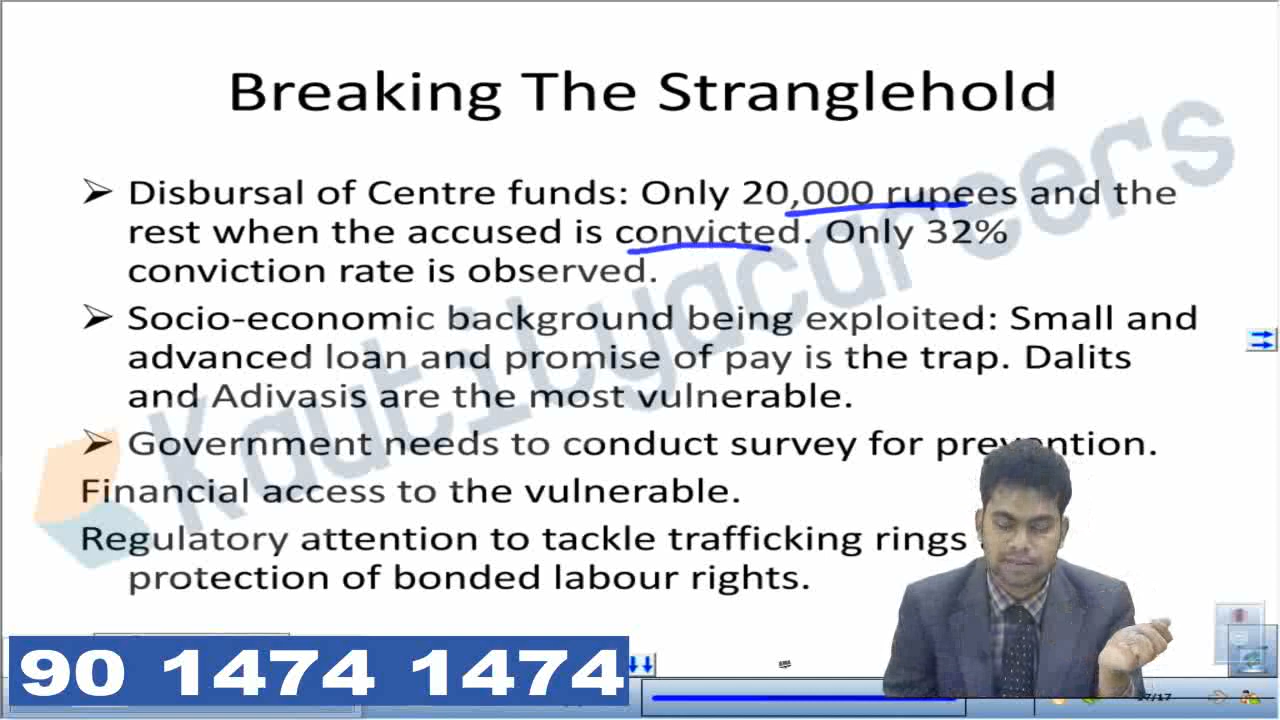 Breaking The Stranglehold
➢ Disbursal of Centre funds: Only 20,000 rupees and the
rest when the accused is convicted. Only 32%
conviction rate is observed.
➢ Socio-economic background being exploited: Small and
advanced loan and promise of pay is the trap. Dalits
and Adivasis are the most vulnerable.
➢ Government needs to conduct survey for prevention.
Financial access to the vulnerable.
Regulatory attention to tackle trafficking rings
protection of bonded labour rights.
Kautilyacareers
90 1474 1474
17/17